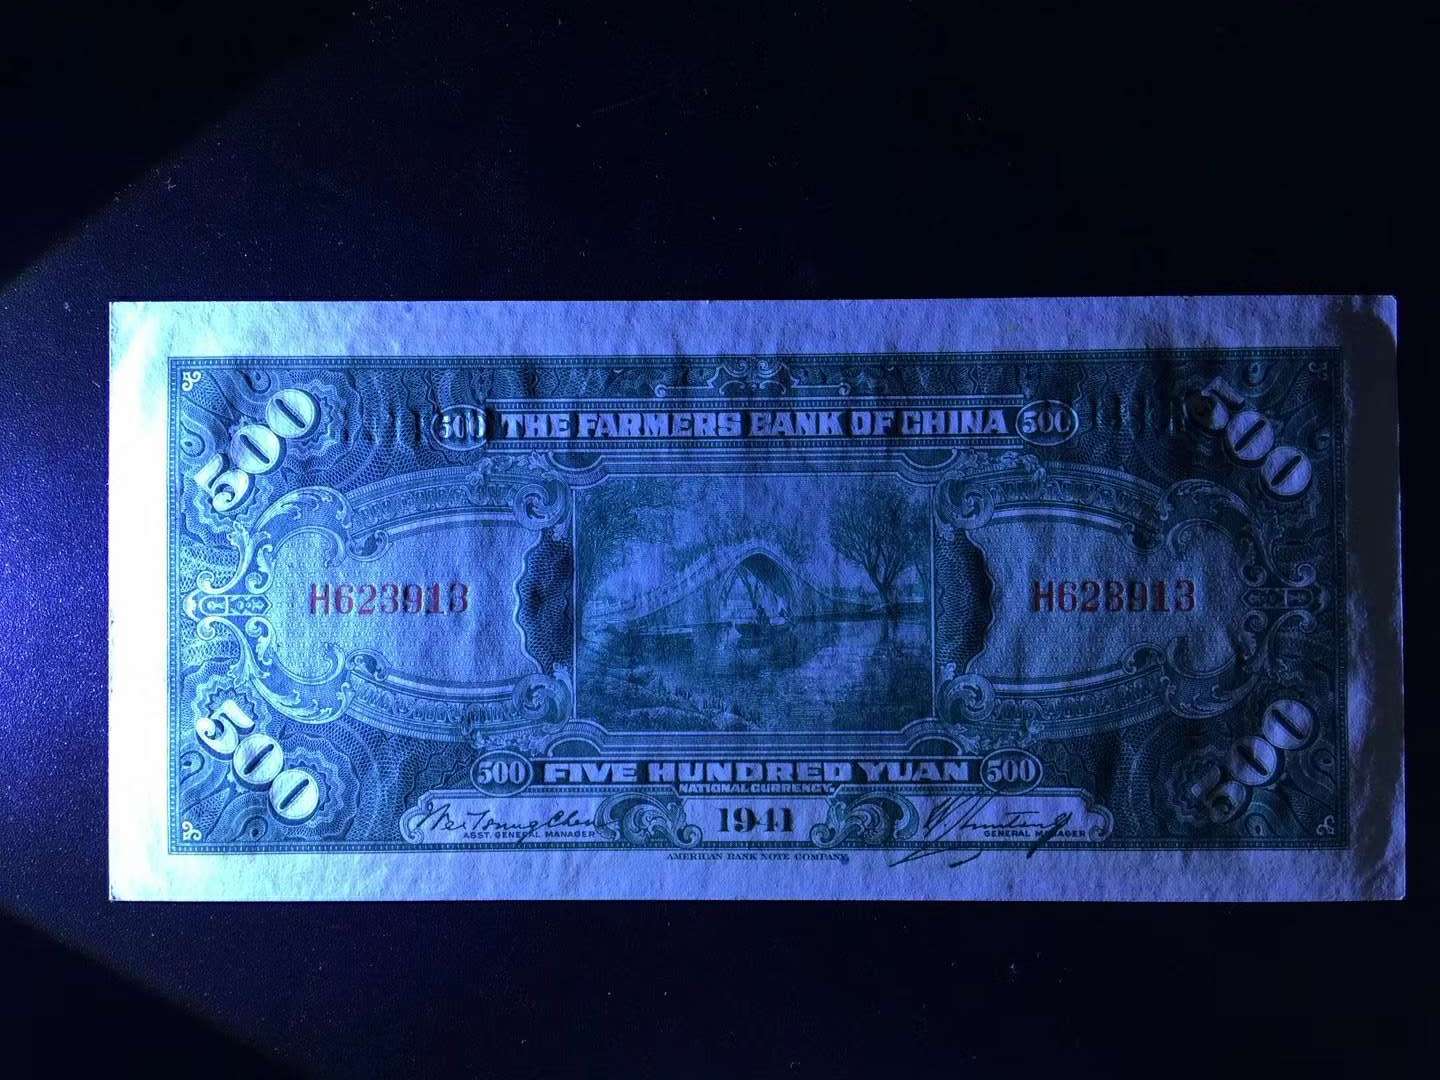 500
500
500 THE FARMERS BANK OF CHINA 500
H623913
H623913
500
500
500 FIVE HUNDRED YUAN 500
NATIONAL CURRENCY
1941
ASST. GENERAL MANAGER
GENERAL MANAGER
AMERICAN BANK NOTE COMPANY.